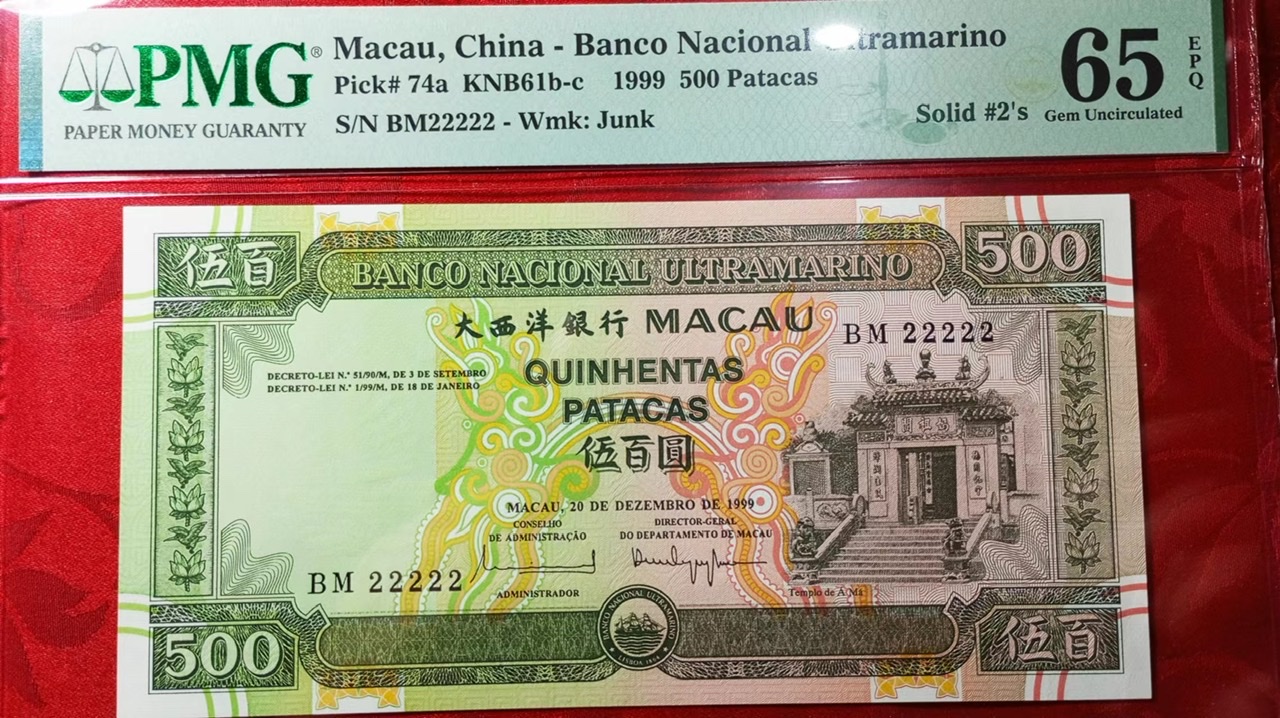 PMG®
PAPER MONEY GUARANTY
Macau, China - Banco Nacional Ultramarino
Pick# 74a KNB61b-c 1999 500 Patacas
S/N BM22222 - Wmk: Junk
Solid #2's
65
EPQ
Gem Uncirculated
伍百
BANCO NACIONAL ULTRAMARINO
500
大西洋銀行 MACAU
BM 22222
DECRETO-LEI N.º 51/90/M, DE 3 DE SETEMBRO
DECRETO-LEI N.º 1/99/M, DE 18 DE JANEIRO
QUINHENTAS
PATACAS
伍百圓
MACAU, 20 DE DEZEMBRO DE 1999
CONSELHO
DE ADMINISTRAÇÃO
DIRECTOR-GERAL
DO DEPARTAMENTO DE MACAU
BM 22222
ADMINISTRADOR
Templo de Á Má
500
BANCO NACIONAL ULTRAMARINO
LISBOA
伍百